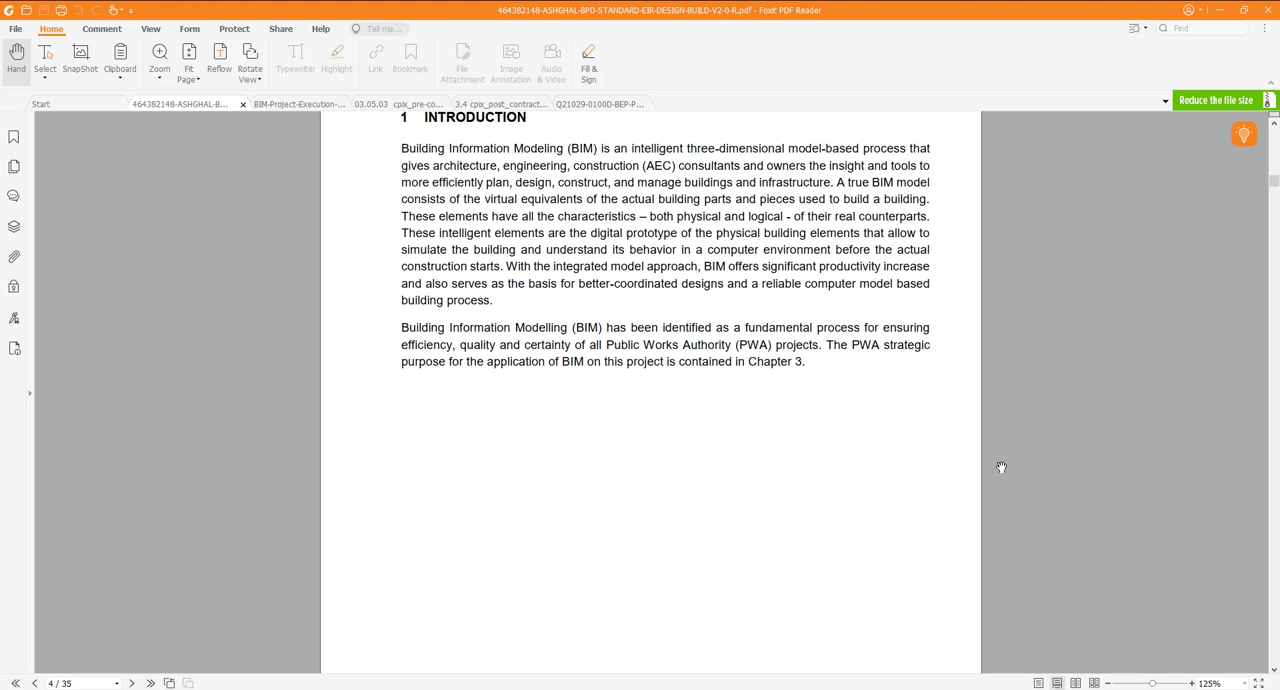 464382148-ASHGHAL-BPD-STANDARD-EIR-DESIGN-BUILD-V2-0-R.pdf - Foxit PDF Reader
File Home Comment View Form Protect Share Help Tell me... Find
Hand Select SnapShot Clipboard Zoom Fit Page Reflow Rotate View Typewriter Highlight Link Bookmark File Attachment Image Annotation Audio & Video Fill & Sign
Start 464382148-ASHGHAL-B... BIM-Project-Execution-... 03.05.03 cpix_pre-co... 3.4 cpix_post_contract... Q21029-0100D-BEP-P... Reduce the file size
1 INTRODUCTION
Building Information Modeling (BIM) is an intelligent three-dimensional model-based process that
gives architecture, engineering, construction (AEC) consultants and owners the insight and tools to
more efficiently plan, design, construct, and manage buildings and infrastructure. A true BIM model
consists of the virtual equivalents of the actual building parts and pieces used to build a building.
These elements have all the characteristics – both physical and logical - of their real counterparts.
These intelligent elements are the digital prototype of the physical building elements that allow to
simulate the building and understand its behavior in a computer environment before the actual
construction starts. With the integrated model approach, BIM offers significant productivity increase
and also serves as the basis for better-coordinated designs and a reliable computer model based
building process.
Building Information Modelling (BIM) has been identified as a fundamental process for ensuring
efficiency, quality and certainty of all Public Works Authority (PWA) projects. The PWA strategic
purpose for the application of BIM on this project is contained in Chapter 3.
4 / 35 125%